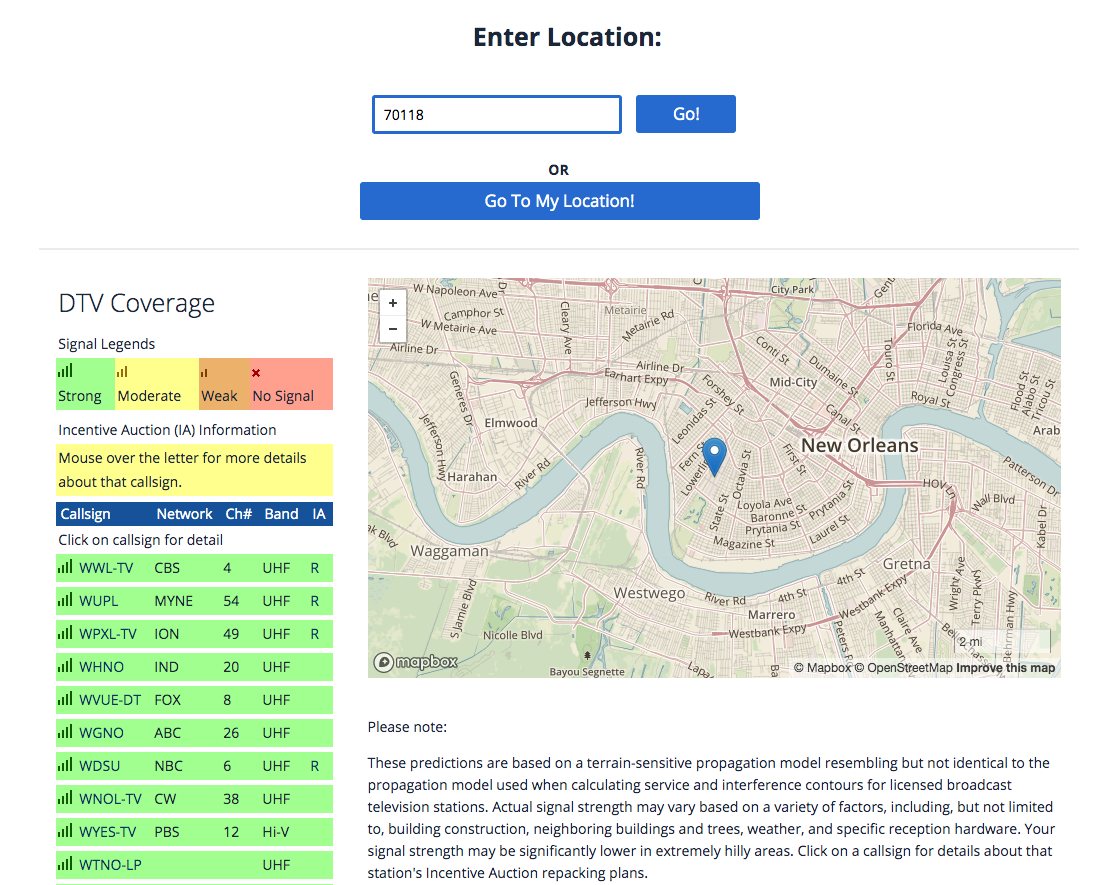 Enter Location:
70118
Go!
OR
Go To My Location!
DTV Coverage
Signal Legends
Strong Moderate Weak No Signal
Incentive Auction (IA) Information
Mouse over the letter for more details
about that callsign.
Callsign Network Ch# Band IA
Click on callsign for detail
WWL-TV CBS 4 UHF R
WUPL MYNE 54 UHF R
WPXL-TV ION 49 UHF R
WHNO IND 20 UHF
WVUE-DT FOX 8 UHF
WGNO ABC 26 UHF
WDSU NBC 6 UHF R
WNOL-TV CW 38 UHF
WYES-TV PBS 12 Hi-V
WTNO-LP UHF
+
−
W Napoleon Ave
Camphor St
W Metairie Ave
Airline Dr
Cleary Ave
Metairie
Metairie Rd
City Park
Florida Ave
Conti St
Dumaine St
Touro St
Louisa St
Congress St
Flood St
Alabo St
Tricou St
Airline Dr
Earhart Expy
Forshey St
Mid-City
Royal St
Generes Dr
Jefferson Hwy
Jefferson Hwy
Leonidas St
Canal St
Arab
Elmwood
New Orleans
Fern St
Octavia St
First St
Patterson Dr
River Rd
River Rd
Harahan
State St
HOV Ln
Wall Blvd
Loyola Ave
Baronne St
Prytania St
Prytania St
Laurel St
Magazine St
Kabel Dr
Waggaman
Gretna
Westwego
River Rd
4th St
4th St
Wright Ave
Terry Pkwy
Marrero
Westbank Expy
Westbank Expy
S Jamie Blvd
Nicolle Blvd
Peters
Manhattan
Claire Ave
Behrman Hwy
2 mi
Bayou Segnette
mapbox
© Mapbox © OpenStreetMap Improve this map
Please note:
These predictions are based on a terrain-sensitive propagation model resembling but not identical to the
propagation model used when calculating service and interference contours for licensed broadcast
television stations. Actual signal strength may vary based on a variety of factors, including, but not limited
to, building construction, neighboring buildings and trees, weather, and specific reception hardware. Your
signal strength may be significantly lower in extremely hilly areas. Click on a callsign for details about that
station's Incentive Auction repacking plans.